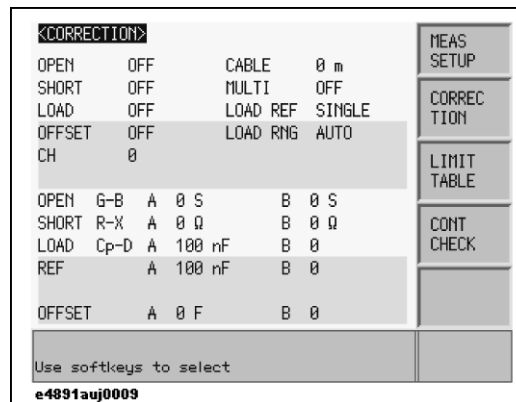 <CORRECTION>
OPEN OFF CABLE 0 m
SHORT OFF MULTI OFF
LOAD OFF LOAD REF SINGLE
OFFSET OFF LOAD RNG AUTO
CH 0
OPEN G-B A 0 S B 0 S
SHORT R-X A 0 Ω B 0 Ω
LOAD Cp-D A 100 nF B 0
REF A 100 nF B 0
OFFSET A 0 F B 0
Use softkeys to select
MEAS
SETUP
CORREC
TION
LIMIT
TABLE
CONT
CHECK
e4891auj0009